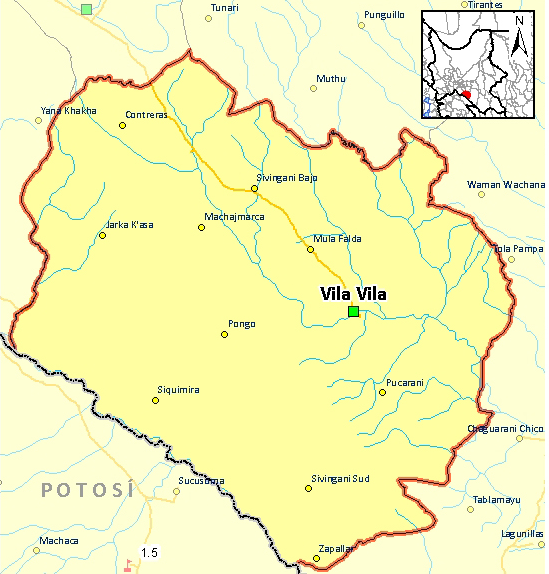 Tunari
Tirantes
Punguillo
N
Muthu
Yana Khakha
Contreras
Sivingani Bajo
Waman Wachana
Machajmarca
Jarka K'asa
Mula Falda
Tola Pampa
Vila Vila
Pongo
Pucarani
Siquimira
Chaguarani Chico
Sivingani Sud
POTOSÍ
Sucusuma
Tablamayu
Lagunillas
Machaca
1.5
Zapallar